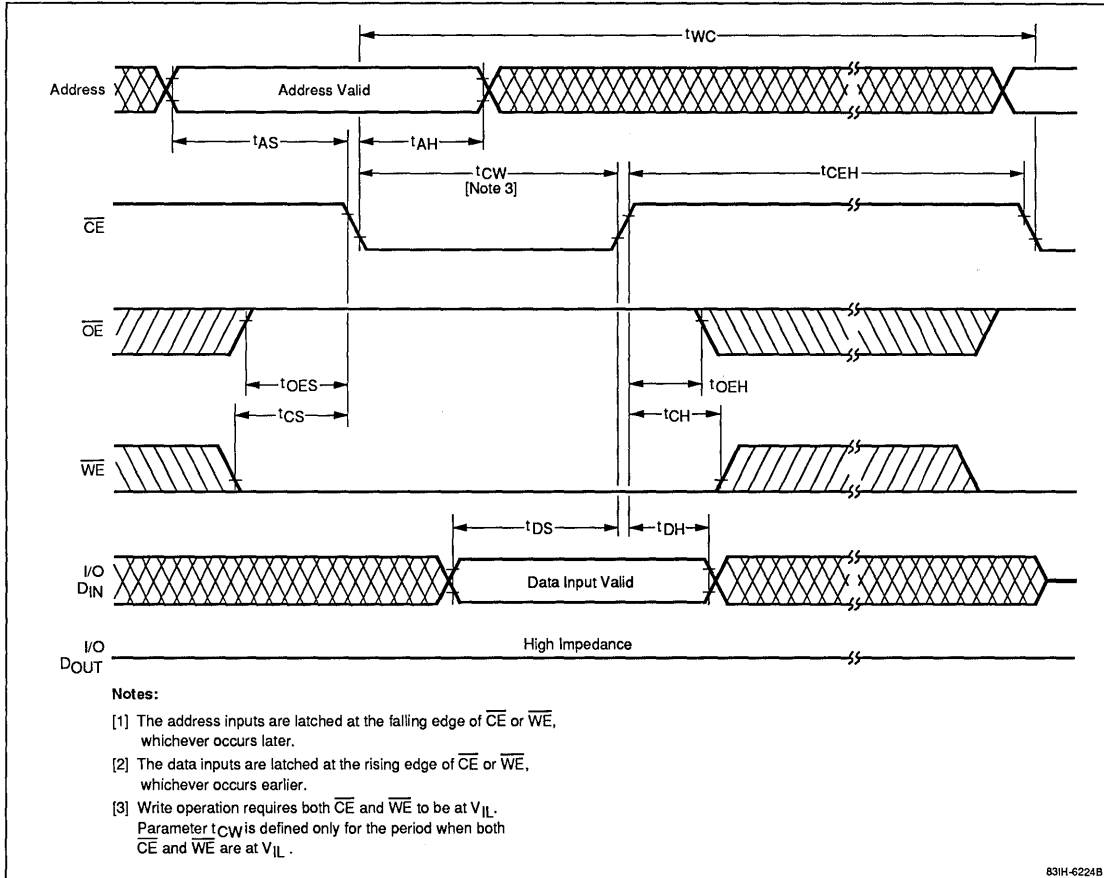 tWC
Address
Address Valid
tAS
tAH
tCW
[Note 3]
tCEH
CE
OE
tOES
tOEH
tCS
tCH
WE
tDS
tDH
I/O
DIN
Data Input Valid
I/O
DOUT
High Impedance
Notes:
[1] The address inputs are latched at the falling edge of CE or WE,
whichever occurs later.
[2] The data inputs are latched at the rising edge of CE or WE,
whichever occurs earlier.
[3] Write operation requires both CE and WE to be at VIL.
Parameter tCW is defined only for the period when both
CE and WE are at VIL.
83IH-6224B